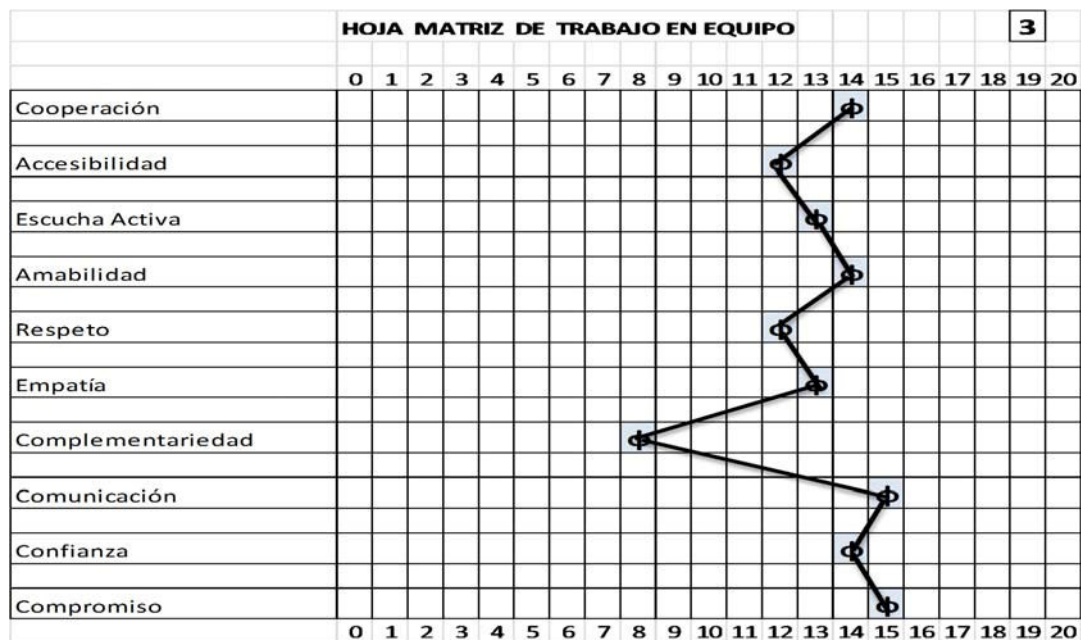 HOJA MATRIZ DE TRABAJO EN EQUIPO 3
0 1 2 3 4 5 6 7 8 9 10 11 12 13 14 15 16 17 18 19 20
Cooperación
Accesibilidad
Escucha Activa
Amabilidad
Respeto
Empatía
Complementariedad
Comunicación
Confianza
Compromiso
0 1 2 3 4 5 6 7 8 9 10 11 12 13 14 15 16 17 18 19 20